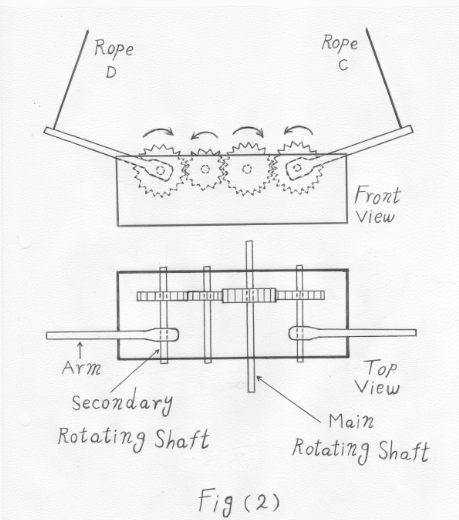 Rope
D
Rope
C
Front
View
Arm
Secondary
Rotating Shaft
Top
View
Main
Rotating Shaft
Fig (2)